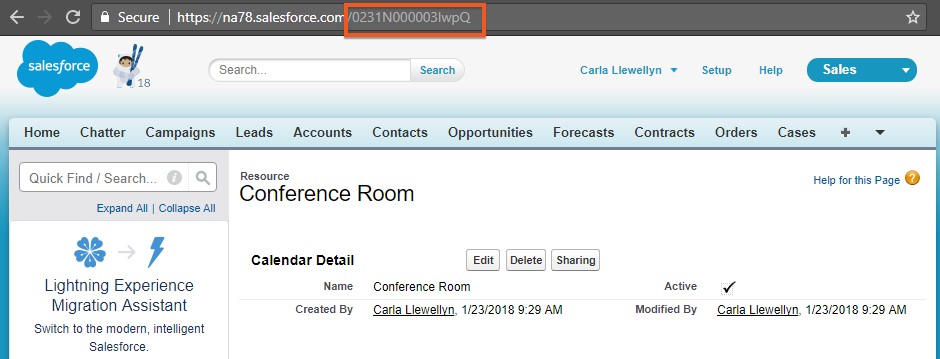 Secure | https://na78.salesforce.com/0231N000003lwpQ
salesforce
18
Search...
Search
Carla Llewellyn
Setup
Help
Sales
Home Chatter Campaigns Leads Accounts Contacts Opportunities Forecasts Contracts Orders Cases +
Quick Find / Search...
Expand All | Collapse All
Lightning Experience
Migration Assistant
Switch to the modern, intelligent
Salesforce.
Resource
Conference Room
Help for this Page ?
Calendar Detail
Edit Delete Sharing
Name Conference Room Active
Created By Carla Llewellyn, 1/23/2018 9:29 AM Modified By Carla Llewellyn, 1/23/2018 9:29 AM